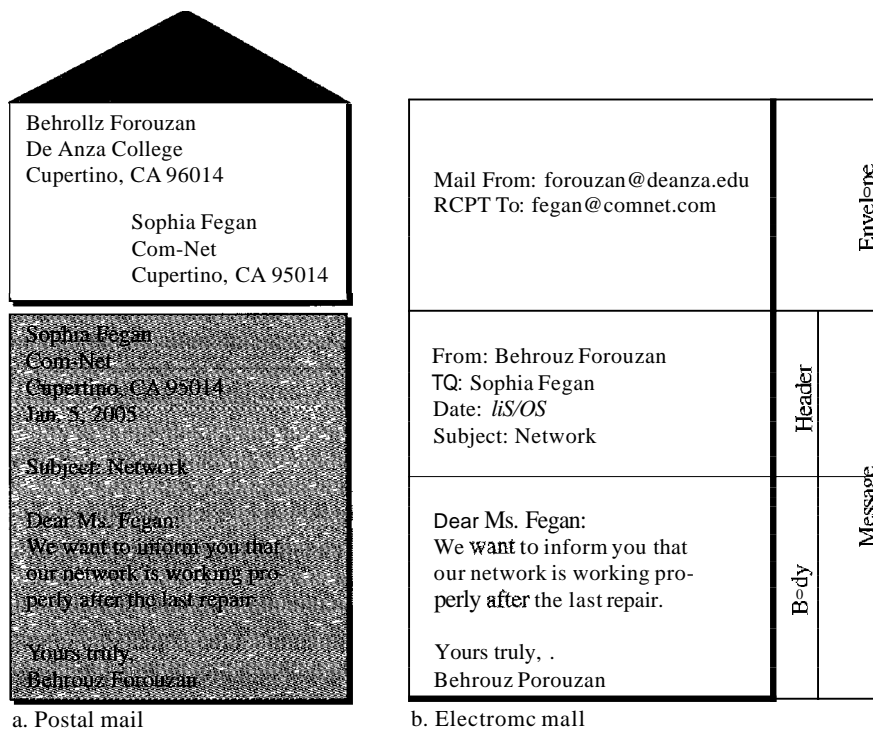 Behrollz Forouzan
De Anza College
Cupertino, CA 96014
Sophia Fegan
Com-Net
Cupertino, CA 95014
Sophia Fegan
Com-Net
Cupertino, CA 95014
Jan. 5, 2005
Subject: Network
Dear Ms. Fegan:
We want to inform you that
our network is working pro-
perly after the last repair.
Yours truly,
Behrouz Forouzan
a. Postal mail
Mail From: forouzan@deanza.edu
RCPT To: fegan@comnet.com
Envelope
From: Behrouz Forouzan
TQ: Sophia Fegan
Date: liS/OS
Subject: Network
Header
Dear Ms. Fegan:
We want to inform you that
our network is working pro-
perly after the last repair.
Yours truly, .
Behrouz Porouzan
Body
Message
b. Electromc mall